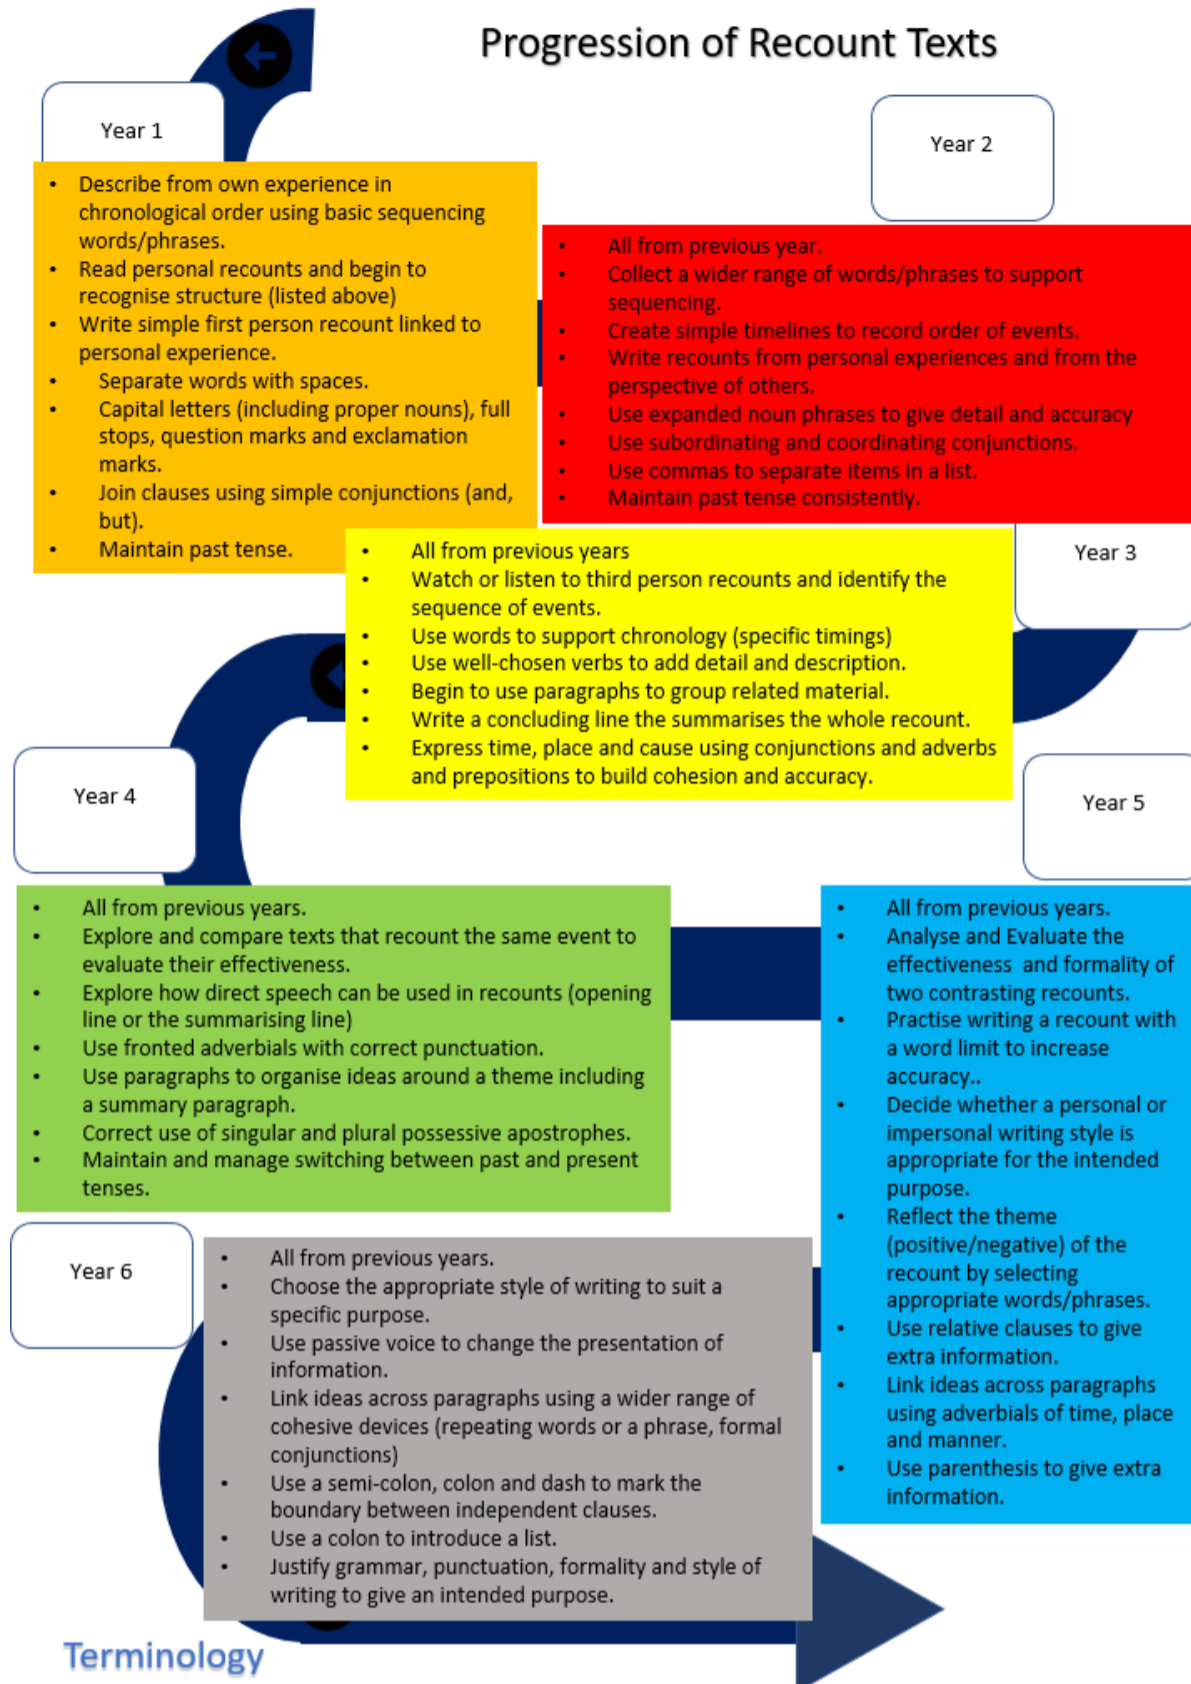 Progression of Recount Texts
Year 1
• Describe from own experience in
chronological order using basic sequencing
words/phrases.
• Read personal recounts and begin to
recognise structure (listed above)
• Write simple first person recount linked to
personal experience.
• Separate words with spaces.
• Capital letters (including proper nouns), full
stops, question marks and exclamation
marks.
• Join clauses using simple conjunctions (and,
but).
• Maintain past tense.
Year 2
• All from previous year.
• Collect a wider range of words/phrases to support
sequencing.
• Create simple timelines to record order of events.
• Write recounts from personal experiences and from the
perspective of others.
• Use expanded noun phrases to give detail and accuracy
• Use subordinating and coordinating conjunctions.
• Use commas to separate items in a list.
• Maintain past tense consistently.
Year 3
• All from previous years
• Watch or listen to third person recounts and identify the
sequence of events.
• Use words to support chronology (specific timings)
• Use well-chosen verbs to add detail and description.
• Begin to use paragraphs to group related material.
• Write a concluding line the summarises the whole recount.
• Express time, place and cause using conjunctions and adverbs
and prepositions to build cohesion and accuracy.
Year 4
• All from previous years.
• Explore and compare texts that recount the same event to
evaluate their effectiveness.
• Explore how direct speech can be used in recounts (opening
line or the summarising line)
• Use fronted adverbials with correct punctuation.
• Use paragraphs to organise ideas around a theme including
a summary paragraph.
• Correct use of singular and plural possessive apostrophes.
• Maintain and manage switching between past and present
tenses.
Year 5
• All from previous years.
• Analyse and Evaluate the
effectiveness and formality of
two contrasting recounts.
• Practise writing a recount with
a word limit to increase
accuracy..
• Decide whether a personal or
impersonal writing style is
appropriate for the intended
purpose.
• Reflect the theme
(positive/negative) of the
recount by selecting
appropriate words/phrases.
• Use relative clauses to give
extra information.
• Link ideas across paragraphs
using adverbials of time, place
and manner.
• Use parenthesis to give extra
information.
Year 6
• All from previous years.
• Choose the appropriate style of writing to suit a
specific purpose.
• Use passive voice to change the presentation of
information.
• Link ideas across paragraphs using a wider range of
cohesive devices (repeating words or a phrase, formal
conjunctions)
• Use a semi-colon, colon and dash to mark the
boundary between independent clauses.
• Use a colon to introduce a list.
• Justify grammar, punctuation, formality and style of
writing to give an intended purpose.
Terminology